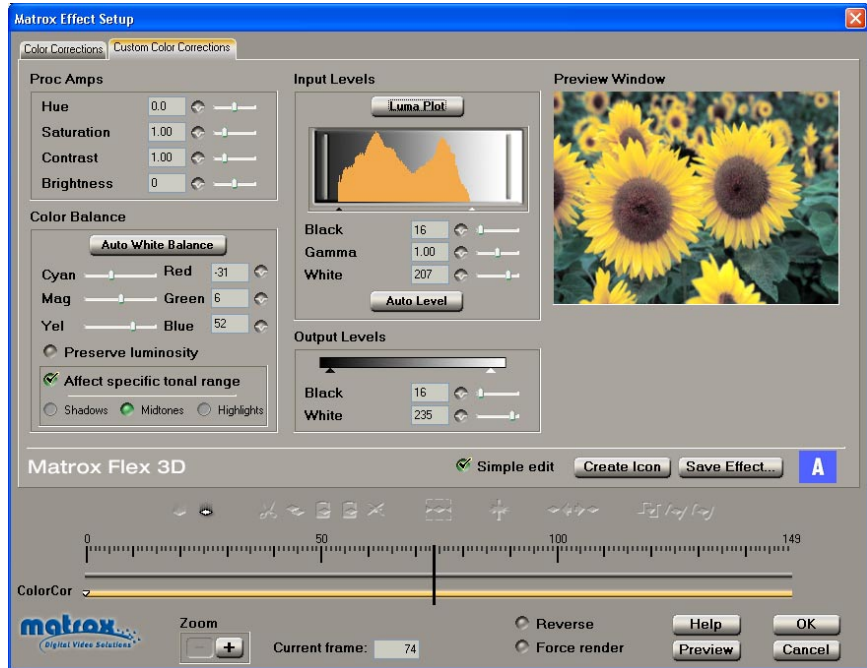 Matrox Effect Setup
Color Corrections
Custom Color Corrections
Proc Amps
Hue 0.0
Saturation 1.00
Contrast 1.00
Brightness 0
Color Balance
Auto White Balance
Cyan Red -31
Mag Green 6
Yel Blue 52
Preserve luminosity
Affect specific tonal range
Shadows Midtones Highlights
Input Levels
Luma Plot
Black 16
Gamma 1.00
White 207
Auto Level
Output Levels
Black 16
White 235
Preview Window
Matrox Flex 3D
Simple edit
Create Icon
Save Effect...
A
0 50 100 149
ColorCor
matrox
Digital Video Solutions
Zoom
- +
Current frame: 74
Reverse
Force render
Help
OK
Preview
Cancel